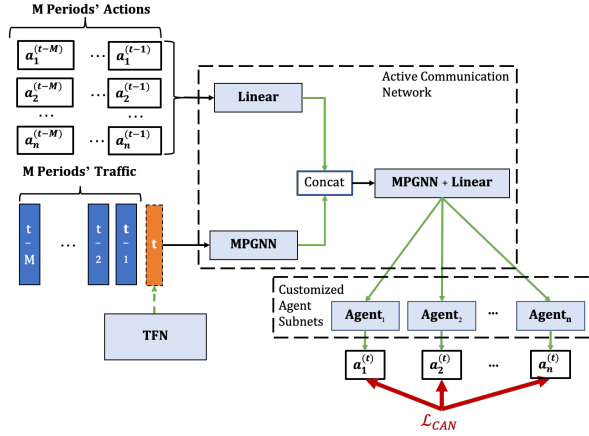 M Periods' Actions
a_1^(t−M) ... a_1^(t−1)
a_2^(t−M) ... a_2^(t−1)
... ...
a_n^(t−M) ... a_n^(t−1)
M Periods' Traffic
t − M ... t − 2 t − 1 t
TFN
Active Communication
Network
Linear
Concat
MPGNN + Linear
MPGNN
Customized
Agent
Subnets
Agent_1 Agent_2 ... Agent_n
a_1^(t) a_2^(t) ... a_n^(t)
ℒ_CAN